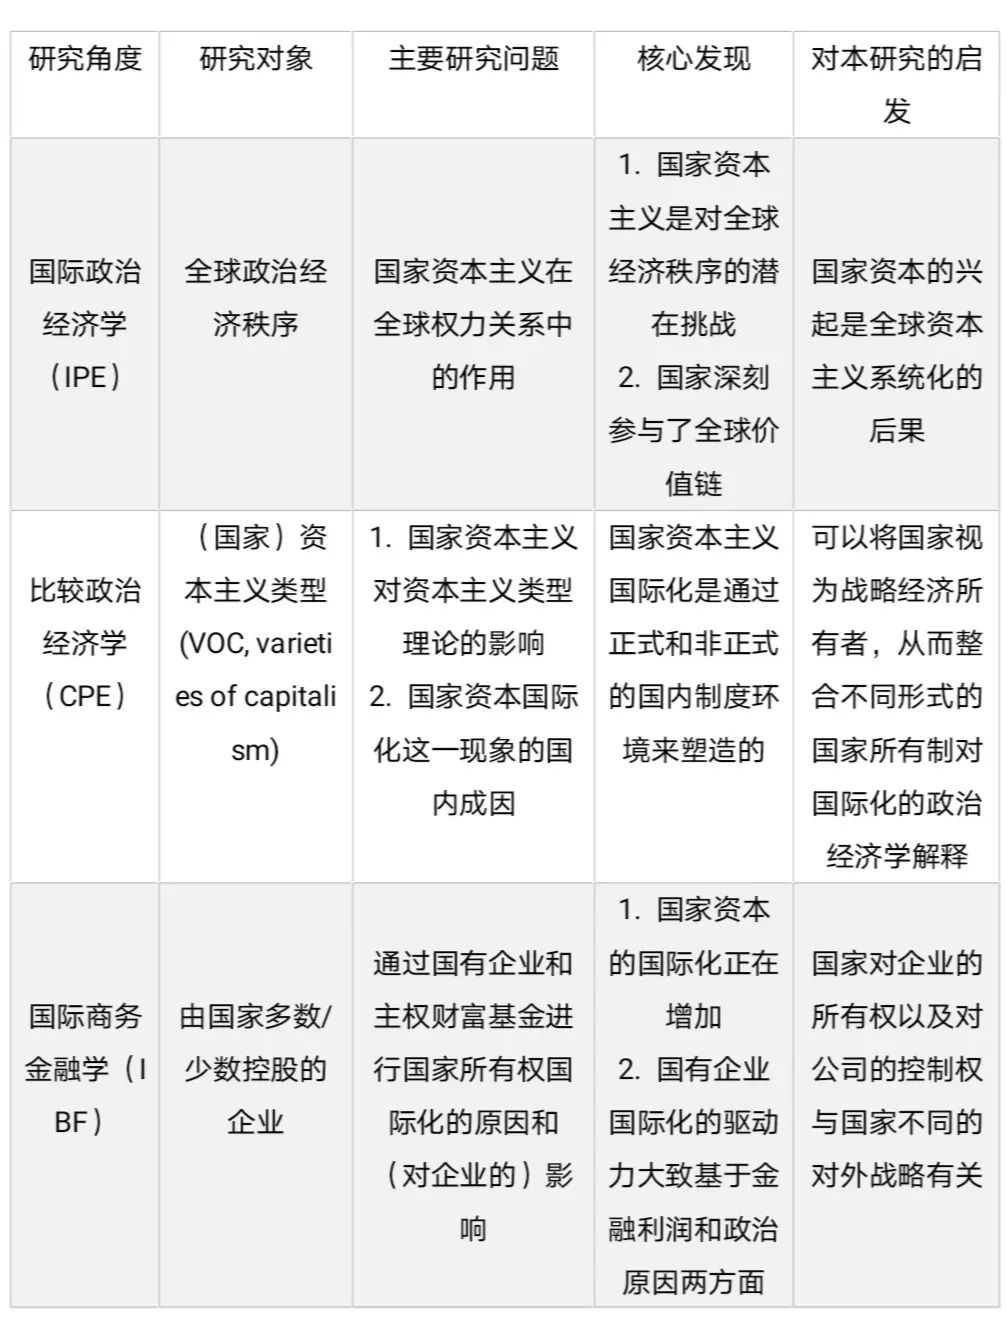 研究角度
研究对象
主要研究问题
核心发现
对本研究的启
发
国际政治
经济学
（IPE）
全球政治经
济秩序
国家资本主义在
全球权力关系中
的作用
1. 国家资本
主义是对全球
经济秩序的潜
在挑战
2. 国家深刻
参与了全球价
值链
国家资本的兴
起是全球资本
主义系统化的
后果
比较政治
经济学
（CPE）
（国家）资
本主义类型
(VOC, varieti
es of capitali
sm)
1. 国家资本主义
对资本主义类型
理论的影响
2. 国家资本国际
化这一现象的国
内成因
国家资本主义
国际化是通过
正式和非正式
的国内制度环
境来塑造的
可以将国家视
为战略经济所
有者，从而整
合不同形式的
国家所有制对
国际化的政治
经济学解释
国际商务
金融学（I
BF）
由国家多数/
少数控股的
企业
通过国有企业和
主权财富基金进
行国家所有权国
际化的原因和
（对企业的）影
响
1. 国家资本
的国际化正在
增加
2. 国有企业
国际化的驱动
力大致基于金
融利润和政治
原因两方面
国家对企业的
所有权以及对
公司的控制权
与国家不同的
对外战略有关